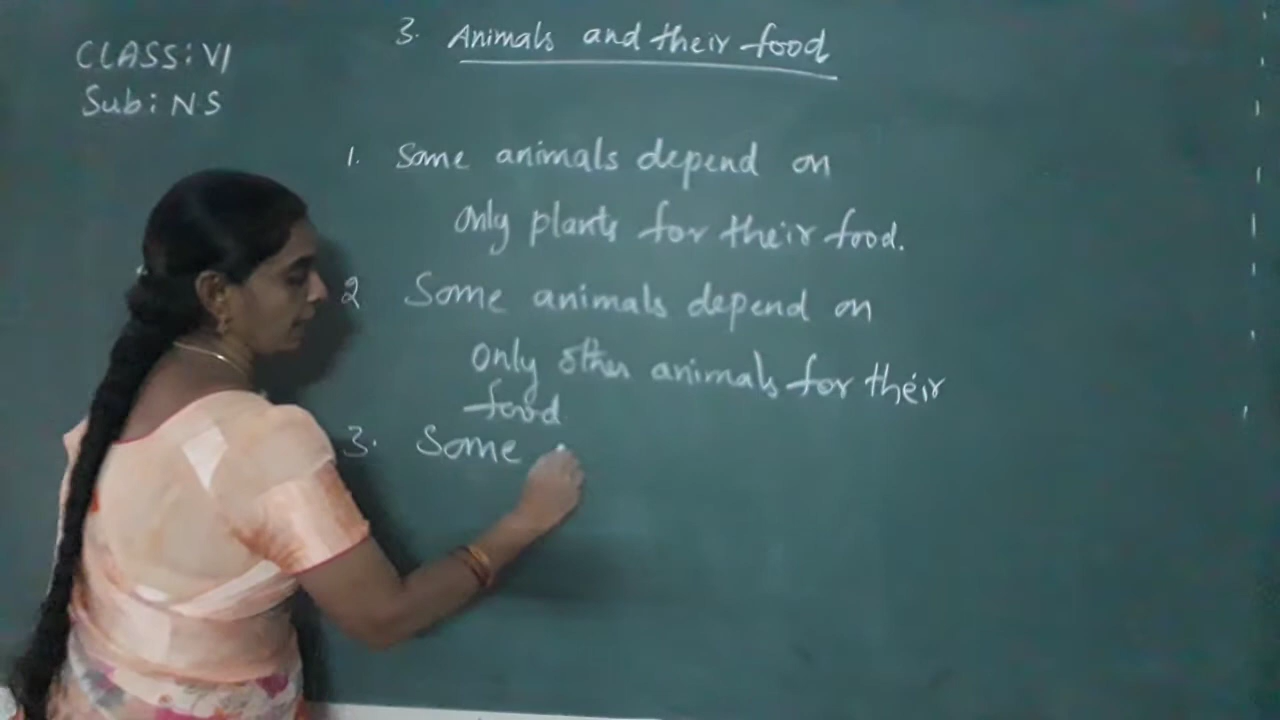 3. Animals and their food
CLASS: VI
Sub: N.S
1. Some animals depend on
only plants for their food.
2 Some animals depend on
only other animals for their
food
3. Some